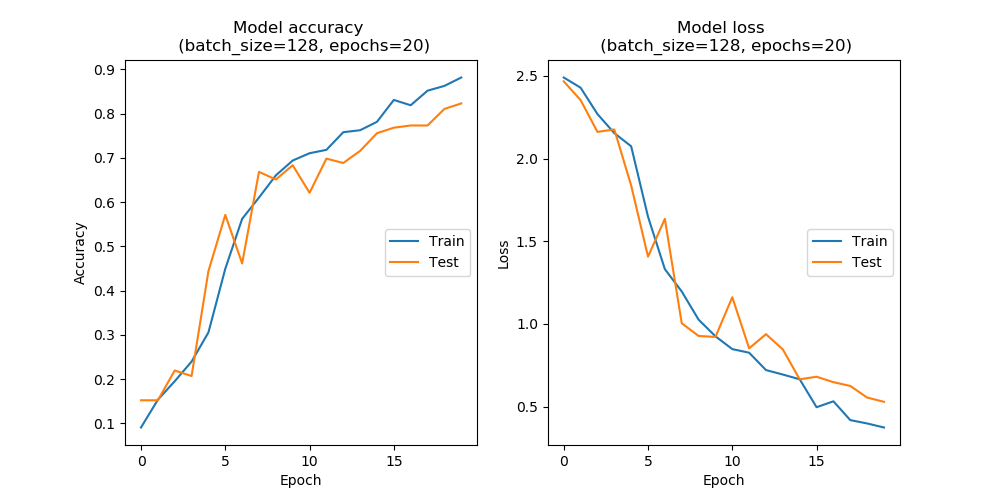 Model accuracy
(batch_size=128, epochs=20)
0.9
0.8
0.7
0.6
0.5
0.4
0.3
0.2
0.1
Accuracy
Train
Test
0 5 10 15
Epoch
Model loss
(batch_size=128, epochs=20)
2.5
2.0
1.5
1.0
0.5
Loss
Train
Test
0 5 10 15
Epoch